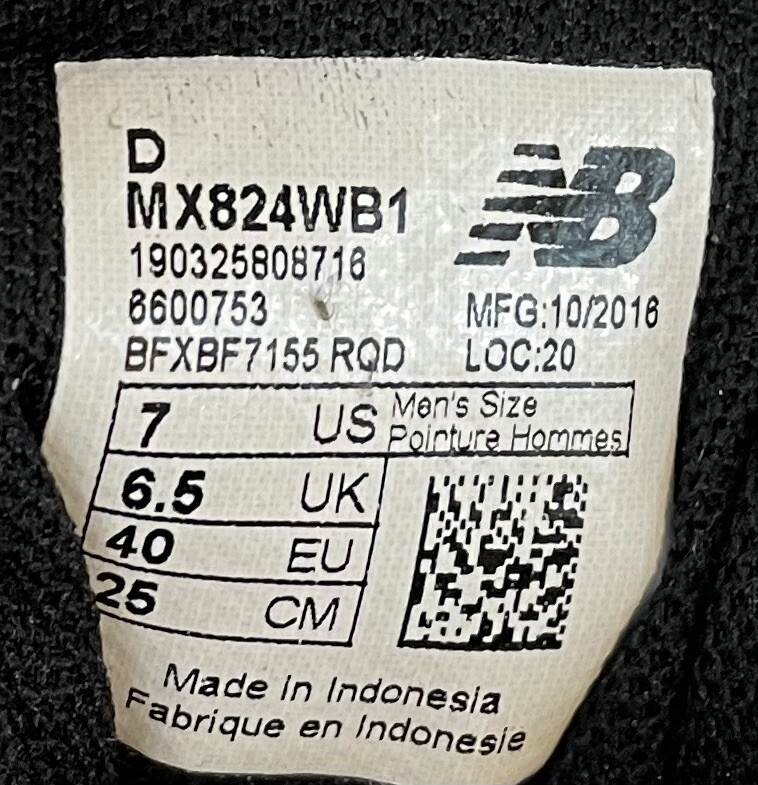 D
MX824WB1
NB
190325808716
6600753
MFG:10/2016
BFXBF7155 RQD
LOC:20
7 US
Men's Size
Pointure Hommes
6.5 UK
40 EU
25 CM
Made in Indonesia
Fabrique en Indonesie